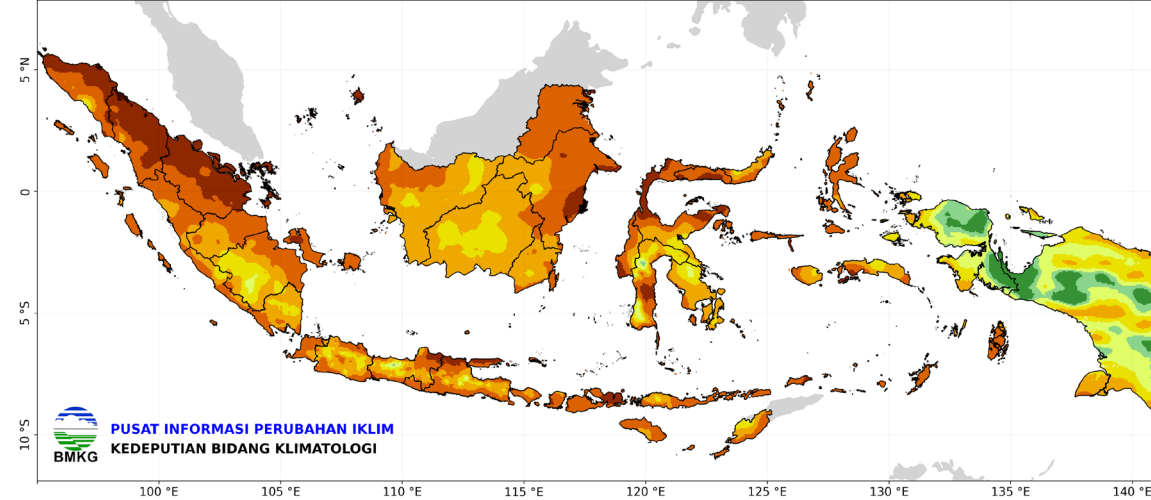 5 °N
0
5 °S
10 °S
BMKG
PUSAT INFORMASI PERUBAHAN IKLIM
KEDEPUTIAN BIDANG KLIMATOLOGI
100 °E
105 °E
110 °E
115 °E
120 °E
125 °E
130 °E
135 °E
140 °E